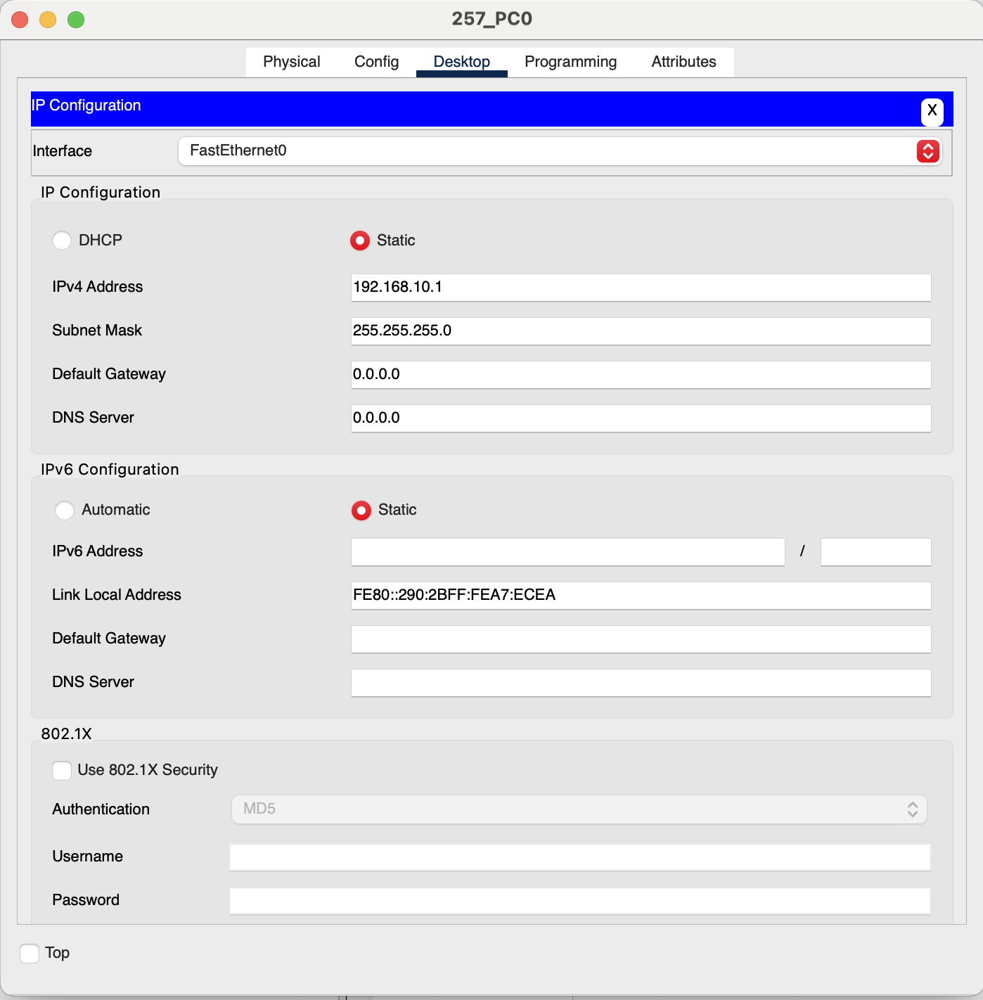 257_PC0
Physical Config Desktop Programming Attributes
IP Configuration X
Interface FastEthernet0
IP Configuration
DHCP Static
IPv4 Address 192.168.10.1
Subnet Mask 255.255.255.0
Default Gateway 0.0.0.0
DNS Server 0.0.0.0
IPv6 Configuration
Automatic Static
IPv6 Address /
Link Local Address FE80::290:2BFF:FEA7:ECEA
Default Gateway
DNS Server
802.1X
Use 802.1X Security
Authentication MD5
Username
Password
Top